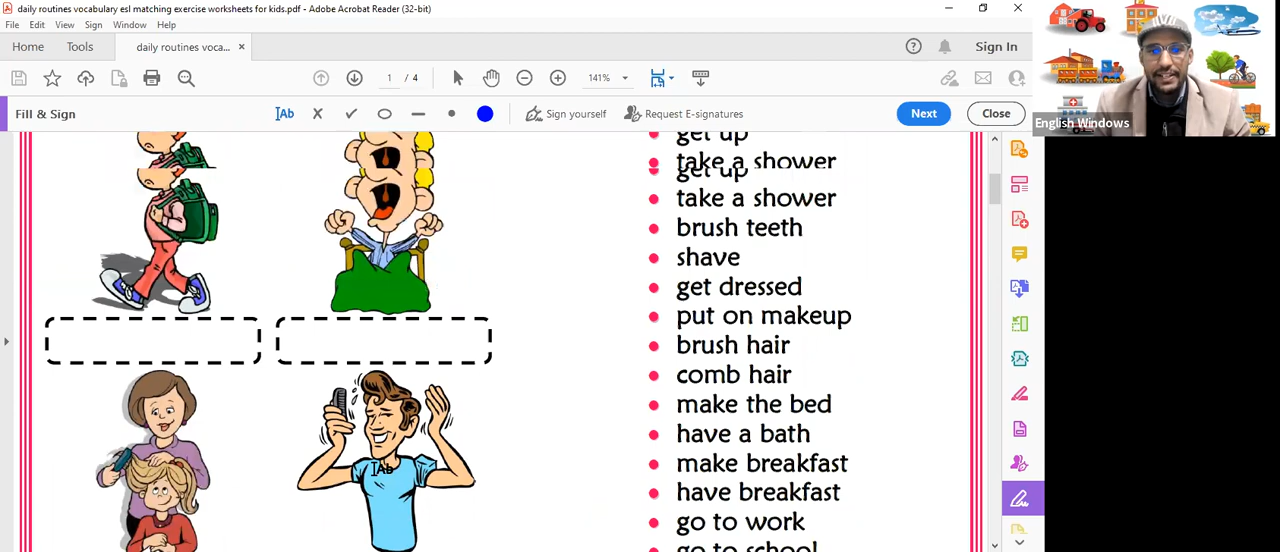 daily routines vocabulary esl matching exercise worksheets for kids.pdf - Adobe Acrobat Reader (32-bit)
File Edit View Sign Window Help
Home Tools daily routines voca... Sign In
1 / 4 141%
Fill & Sign Ab Sign yourself Request E-signatures Next Close
English Windows
get up
take a shower
get up
take a shower
brush teeth
shave
get dressed
put on makeup
brush hair
comb hair
make the bed
have a bath
make breakfast
have breakfast
go to work
go to school
Ab